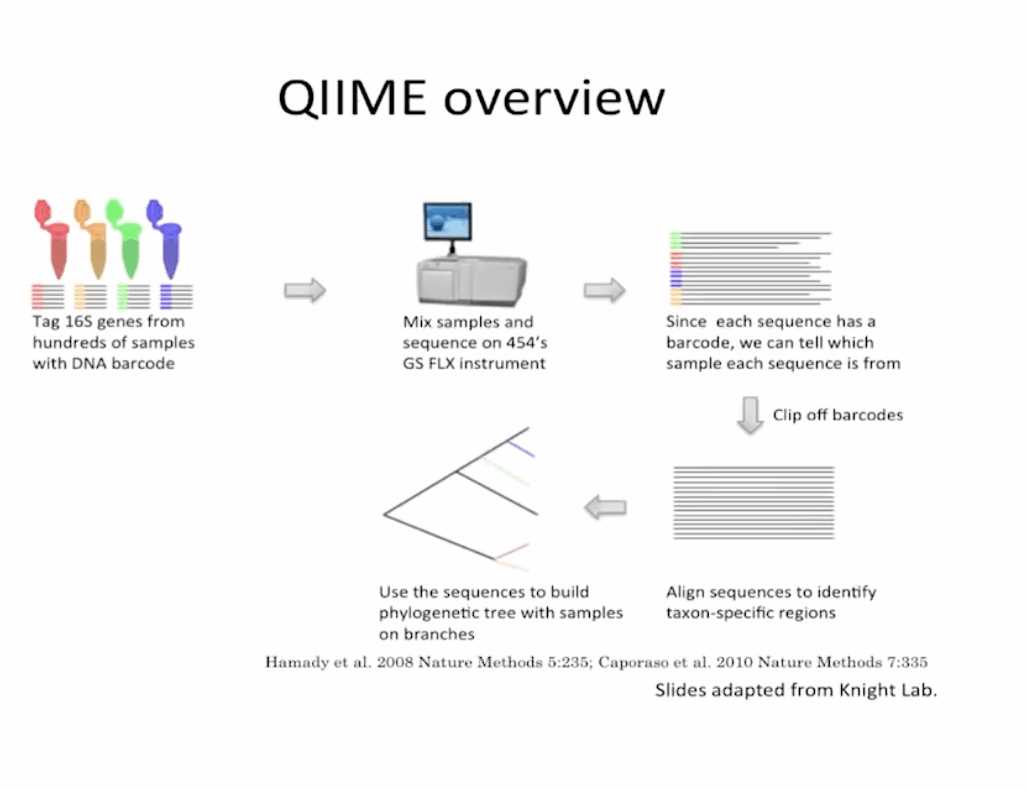 QIIME overview
Tag 16S genes from
hundreds of samples
with DNA barcode
Mix samples and
sequence on 454's
GS FLX instrument
Since each sequence has a
barcode, we can tell which
sample each sequence is from
Clip off barcodes
Align sequences to identify
taxon-specific regions
Use the sequences to build
phylogenetic tree with samples
on branches
Hamady et al. 2008 Nature Methods 5:235; Caporaso et al. 2010 Nature Methods 7:335
Slides adapted from Knight Lab.